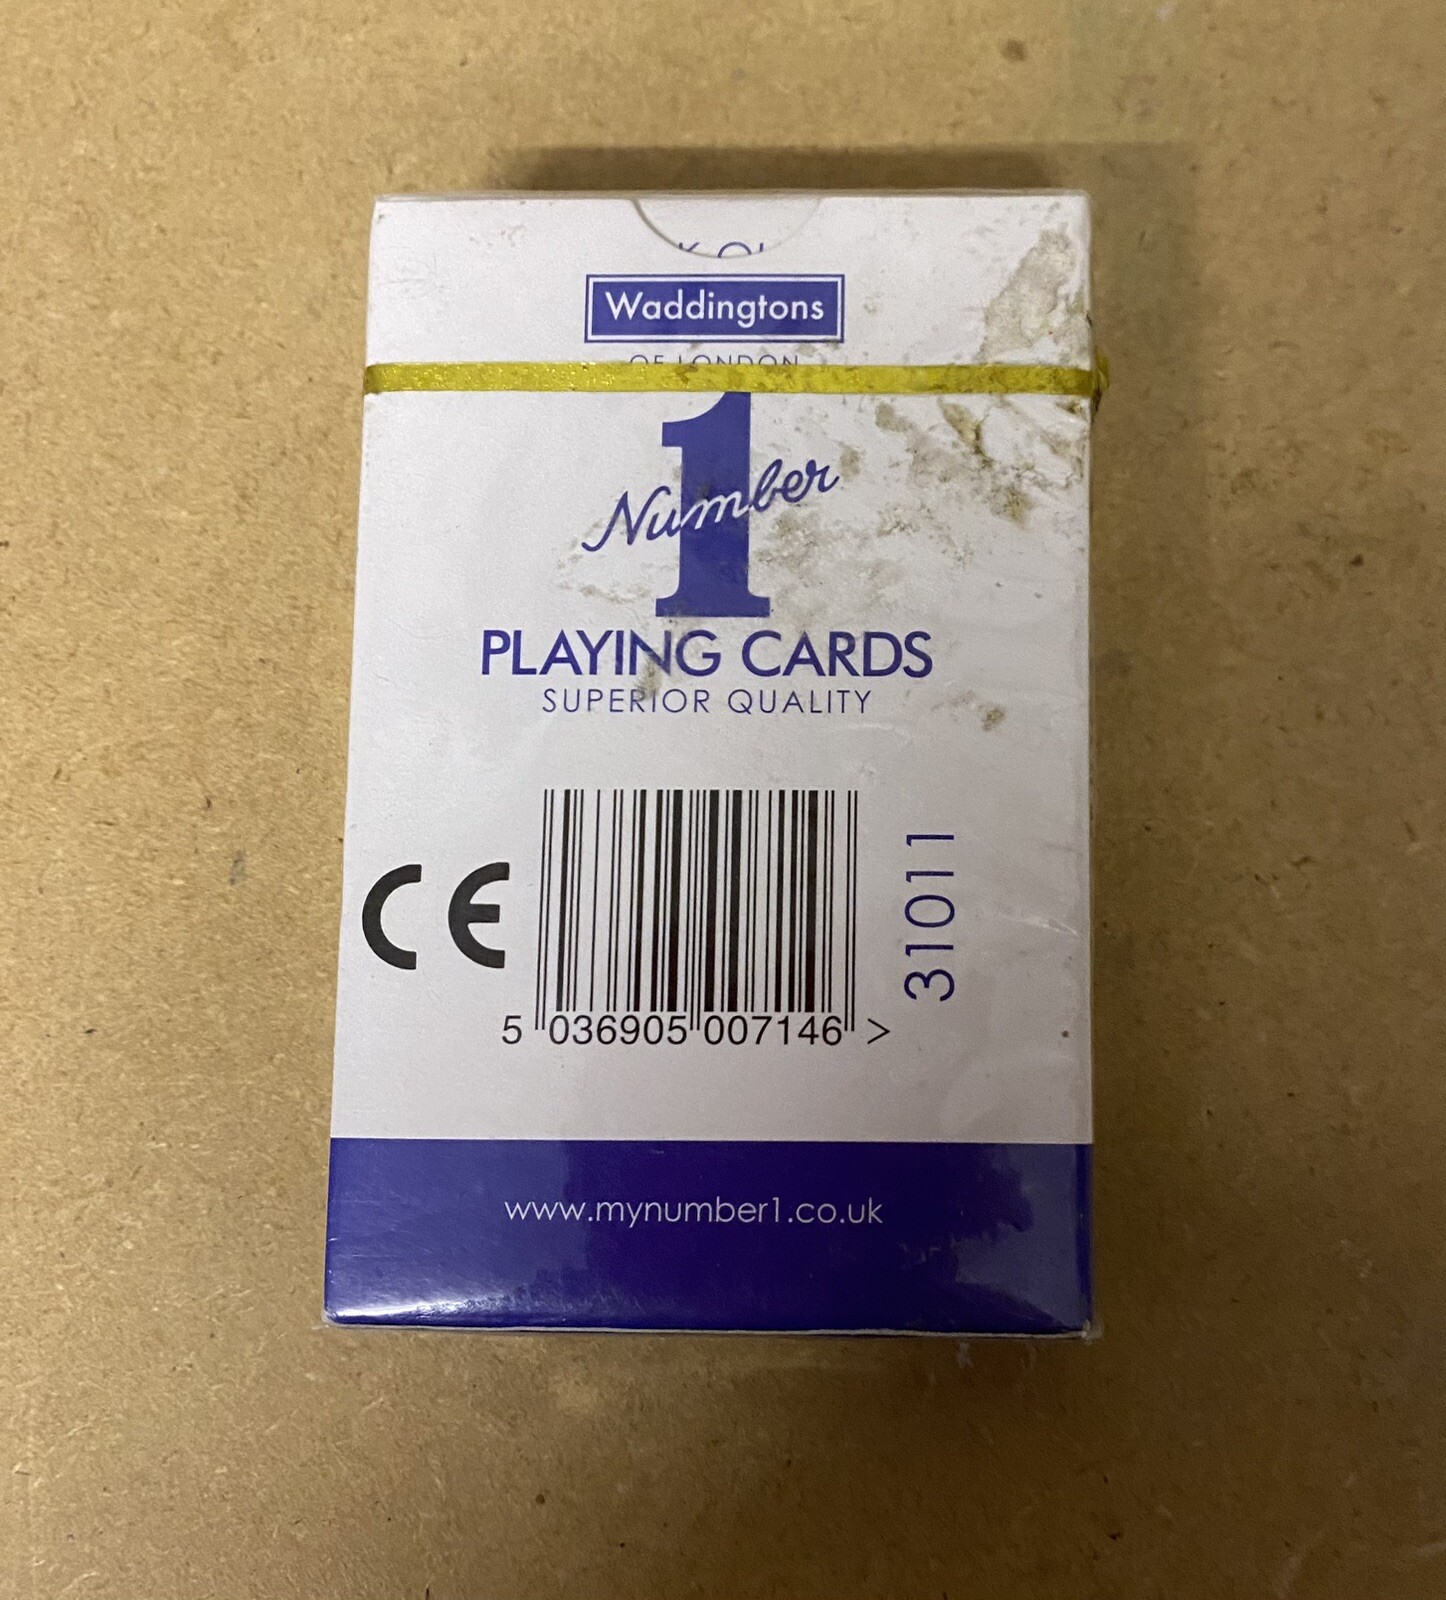 Waddingtons
OF LONDON
Number
1
PLAYING CARDS
SUPERIOR QUALITY
CE
5 036905 007146 >
31011
www.mynumber1.co.uk